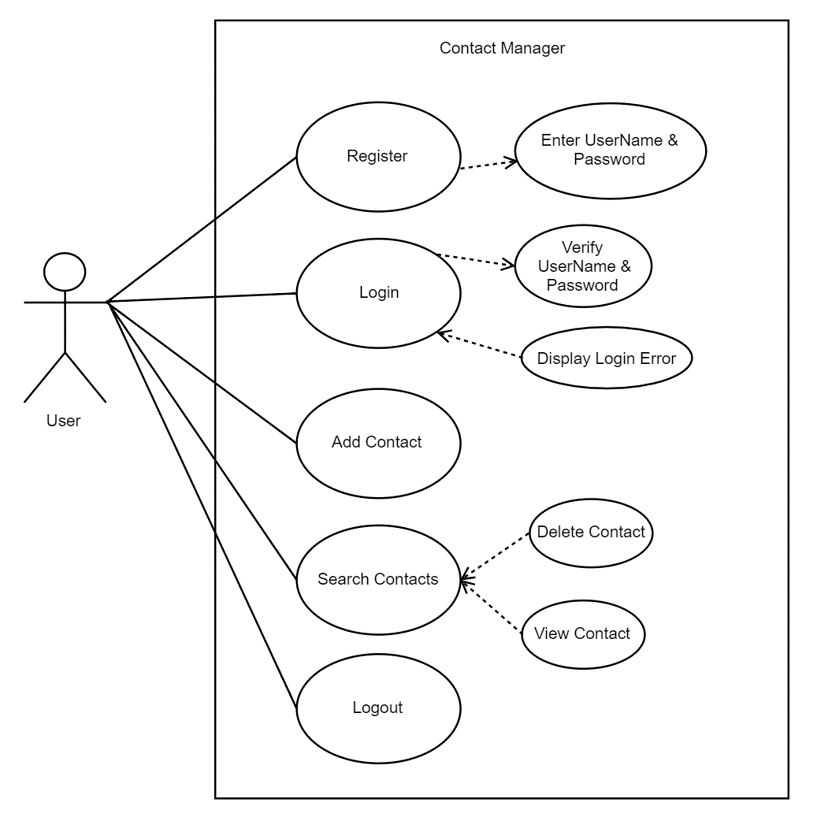 Contact Manager
Register
Enter UserName &
Password
Login
Verify
UserName &
Password
Display Login Error
User
Add Contact
Search Contacts
Delete Contact
View Contact
Logout